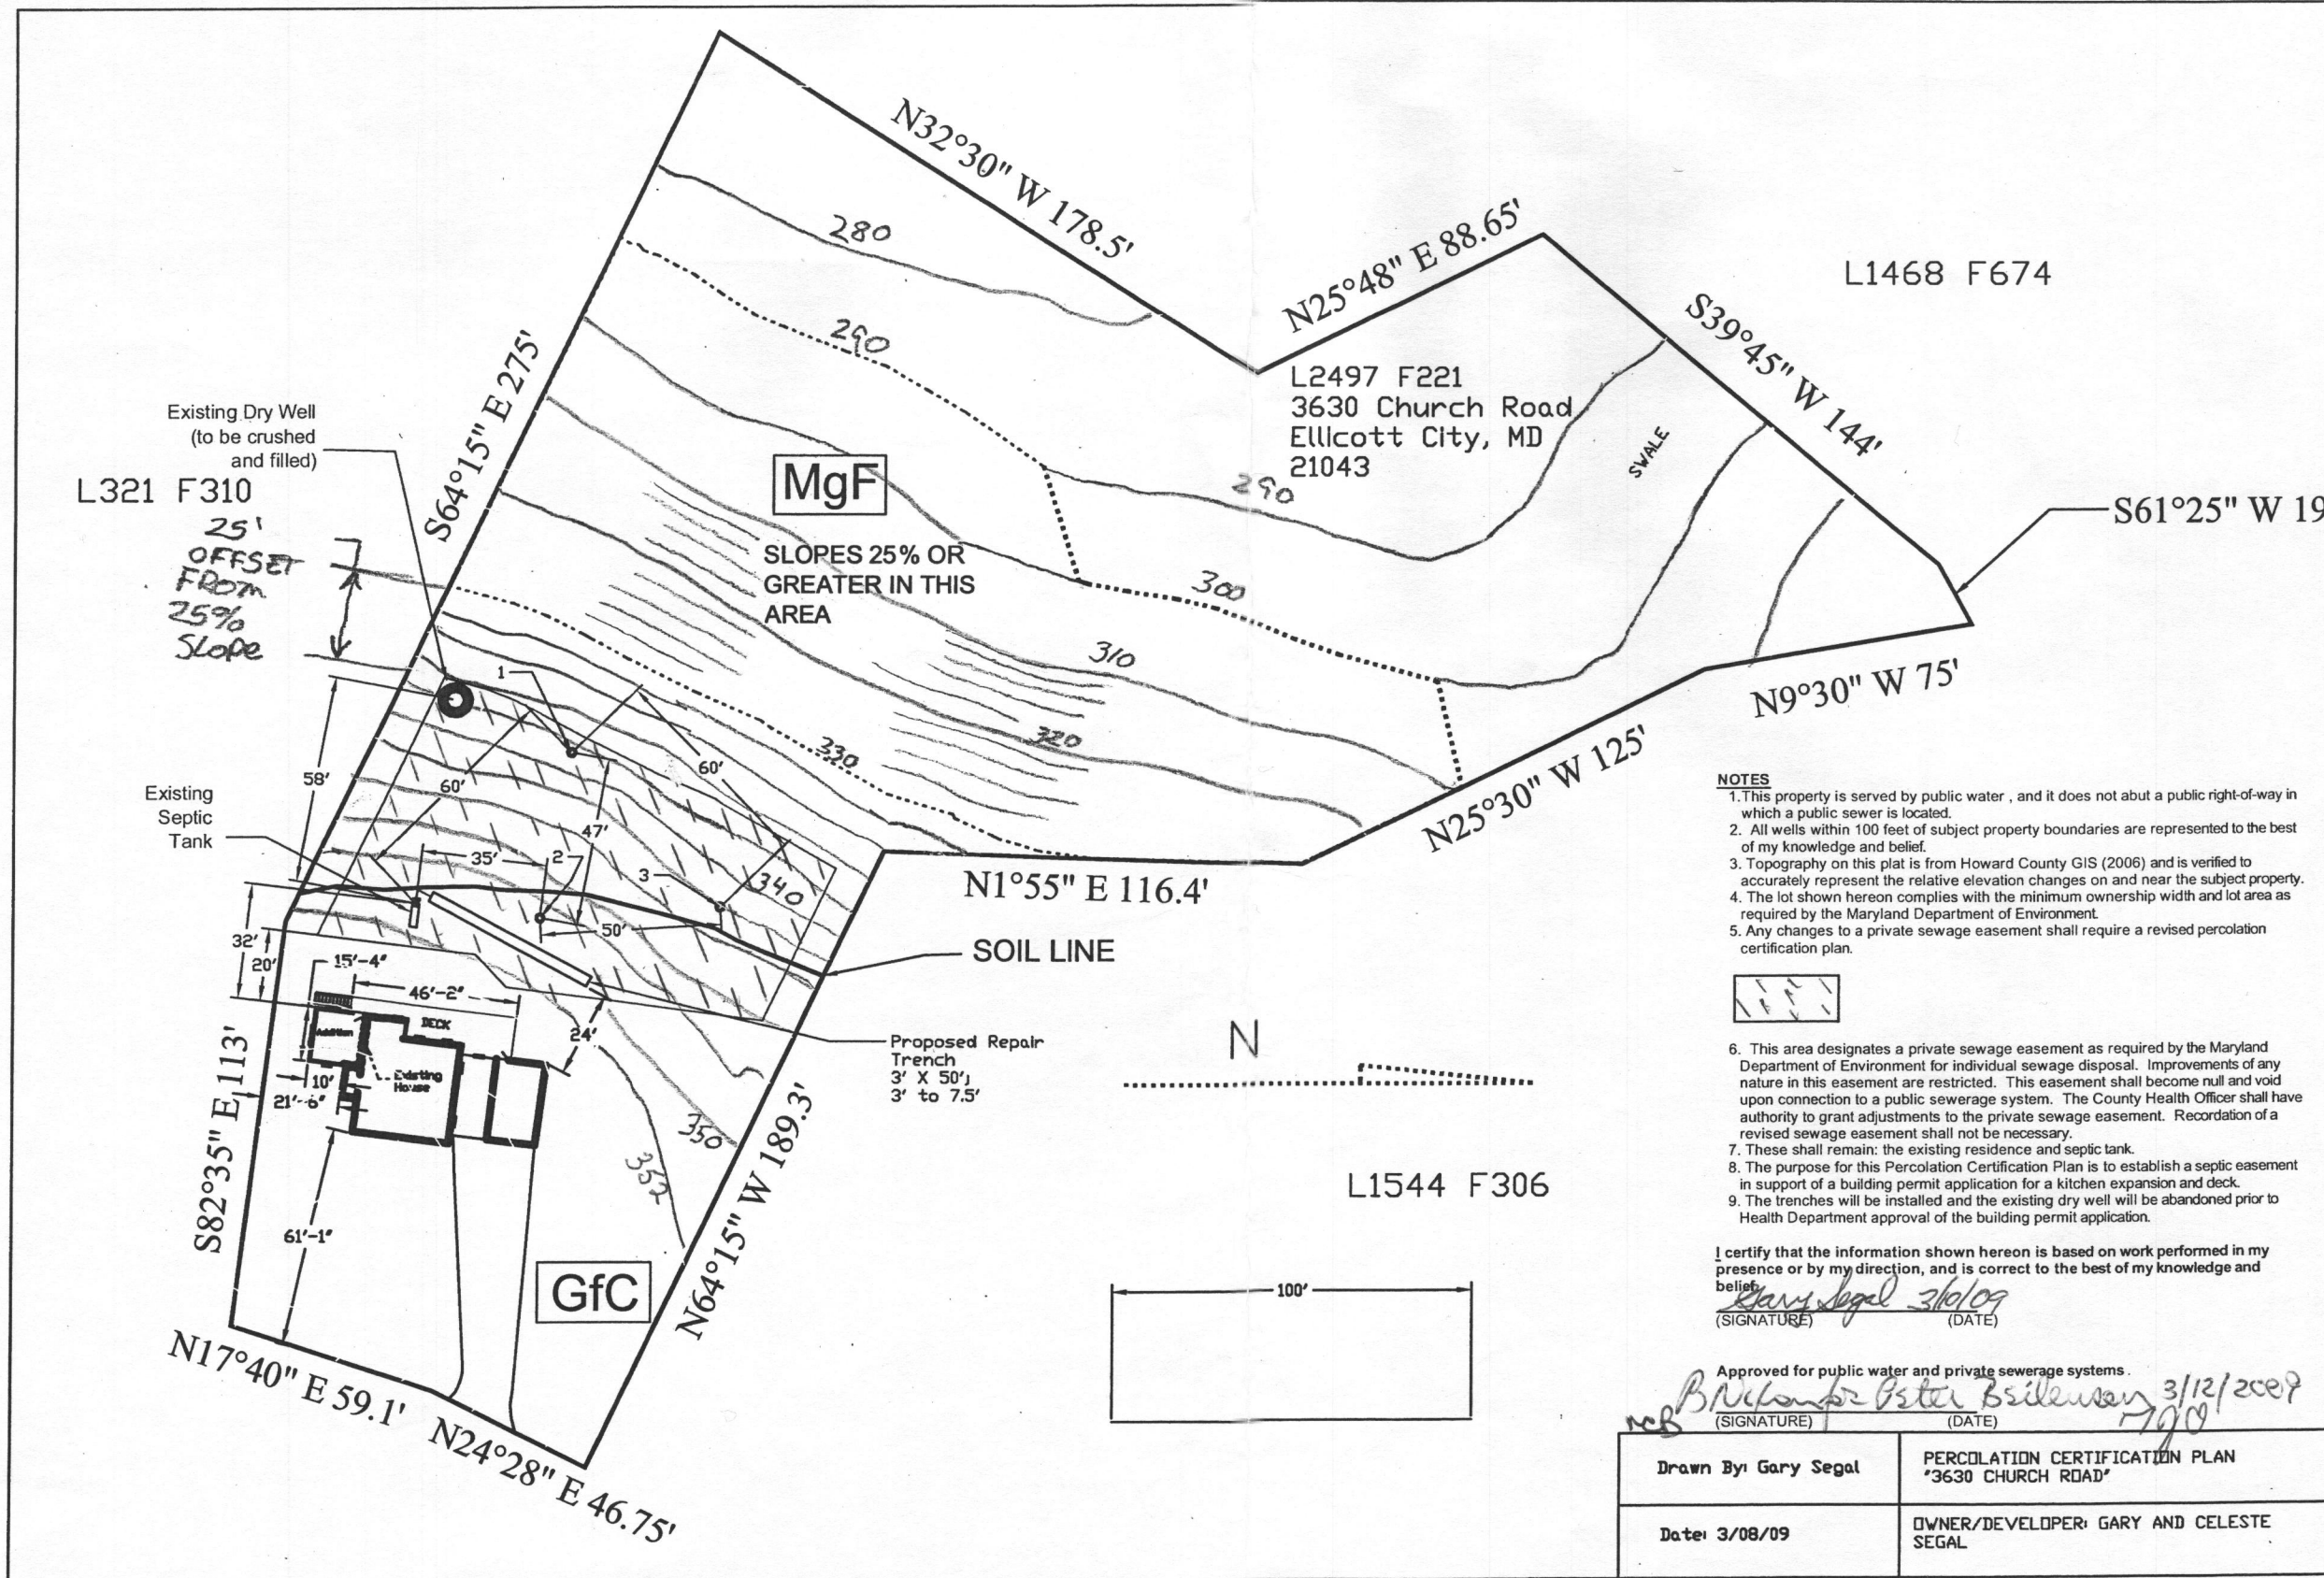 N32°30" W 178.5'
N25°48" E 88.65'
L1468 F674
S39°45" W 144'
280
290
S64°15" E 275'
L2497 F221
3630 Church Road
Ellicott City, MD
21043
SWALE
Existing Dry Well
(to be crushed
and filled)
L321 F310
25'
OFFSET
FROM
25%
SLOPE
MgF
290
S61°25" W 19
SLOPES 25% OR
GREATER IN THIS
AREA
300
310
320
330
N9°30" W 75'
N25°30" W 125'
1
58'
60'
60'
Existing
Septic
Tank
47'
35'
2
3
340
N1°55" E 116.4'
50'
SOIL LINE
32'
20'
15'-4"
46'-2"
DECK
24'
Addition
Existing
House
10'
21'-6"
Proposed Repair
Trench
3' X 50';
3' to 7.5'
N
S82°35" E 113'
350
352
N64°15" W 189.3'
L1544 F306
61'-1"
GfC
100'
N17°40" E 59.1'
N24°28" E 46.75'
NOTES
1.This property is served by public water , and it does not abut a public right-of-way in
which a public sewer is located.
2. All wells within 100 feet of subject property boundaries are represented to the best
of my knowledge and belief.
3. Topography on this plat is from Howard County GIS (2006) and is verified to
accurately represent the relative elevation changes on and near the subject property.
4. The lot shown hereon complies with the minimum ownership width and lot area as
required by the Maryland Department of Environment.
5. Any changes to a private sewage easement shall require a revised percolation
certification plan.
6. This area designates a private sewage easement as required by the Maryland
Department of Environment for individual sewage disposal. Improvements of any
nature in this easement are restricted. This easement shall become null and void
upon connection to a public sewerage system. The County Health Officer shall have
authority to grant adjustments to the private sewage easement. Recordation of a
revised sewage easement shall not be necessary.
7. These shall remain: the existing residence and septic tank.
8. The purpose for this Percolation Certification Plan is to establish a septic easement
in support of a building permit application for a kitchen expansion and deck.
9. The trenches will be installed and the existing dry well will be abandoned prior to
Health Department approval of the building permit application.
I certify that the information shown hereon is based on work performed in my
presence or by my direction, and is correct to the best of my knowledge and
belief.
Gary Segal 3/10/09
(SIGNATURE) (DATE)
Approved for public water and private sewerage systems.
for Peter Beilenson 3/12/2009
(SIGNATURE) (DATE)
Drawn By: Gary Segal
PERCOLATION CERTIFICATION PLAN
"3630 CHURCH ROAD"
Date: 3/08/09
OWNER/DEVELOPER: GARY AND CELESTE
SEGAL